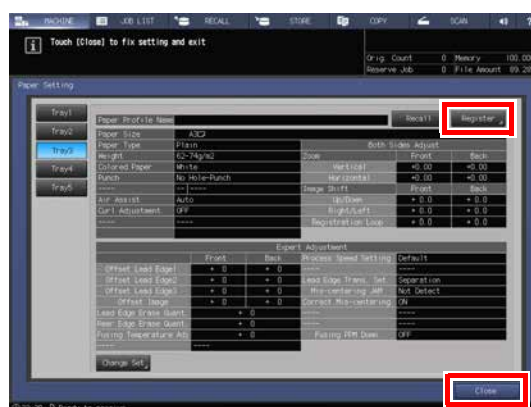 MACHINE JOB LIST RECALL STORE COPY SCAN
Touch [Close] to fix setting and exit
Orig. Count 0 Memory 100.00
Reserve Job 0 File Amount 89.28
Paper Setting
Tray1
Tray2
Tray3
Tray4
Tray5
Paper Profile Name Recall Register
Paper Size A3
Paper Type Plain Both Sides Adjust
Weight 62-74g/m2 Zoom Front Back
Colored Paper White Vertical +0.00 +0.00
Punch No Hole-Punch Horizontal +0.00 +0.00
---- -- ---- Image Shift Front Back
Air Assist Auto Up/Down + 0.0 + 0.0
Curl Adjustment OFF Right/Left + 0.0 + 0.0
---- ---- Registration Loop + 0.0 + 0.0
Expert Adjustment
Front Back Process Speed Setting Default
Offset Lead Edge1 + 0 + 0 ---- ----
Offset Lead Edge2 + 0 + 0 Lead Edge Trans. Set. Separation
Offset Lead Edge3 + 0 + 0 Mis-centering JAM Not Detect
Offset Image + 0 + 0 Correct Mis-centering ON
Lead Edge Erase Quant. + 0 ---- ----
Rear Edge Erase Quant. + 0 ---- ----
Fusing Temperature Adj + 0 Fusing PPM Down OFF
---- ----
Change Set
Close